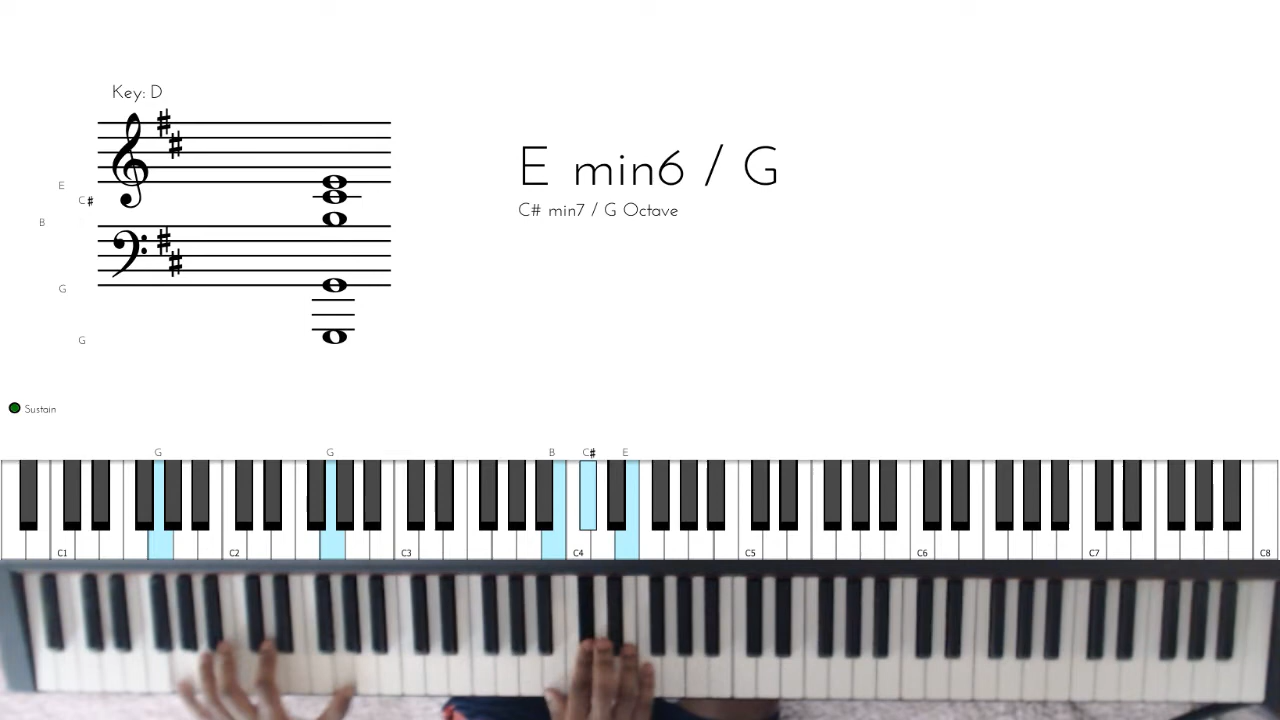 Key: D
E
C#
B
G
G
E min6 / G
C# min7 / G Octave
Sustain
G G B C# E
C1 C2 C3 C4 C5 C6 C7 C8